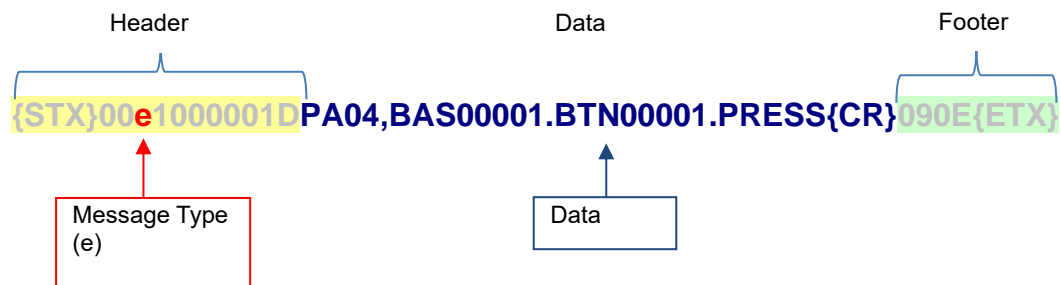 Header Data Footer
{STX}00e1000001DPA04,BAS00001.BTN00001.PRESS{CR}090E{ETX}
Message Type Data
(e)